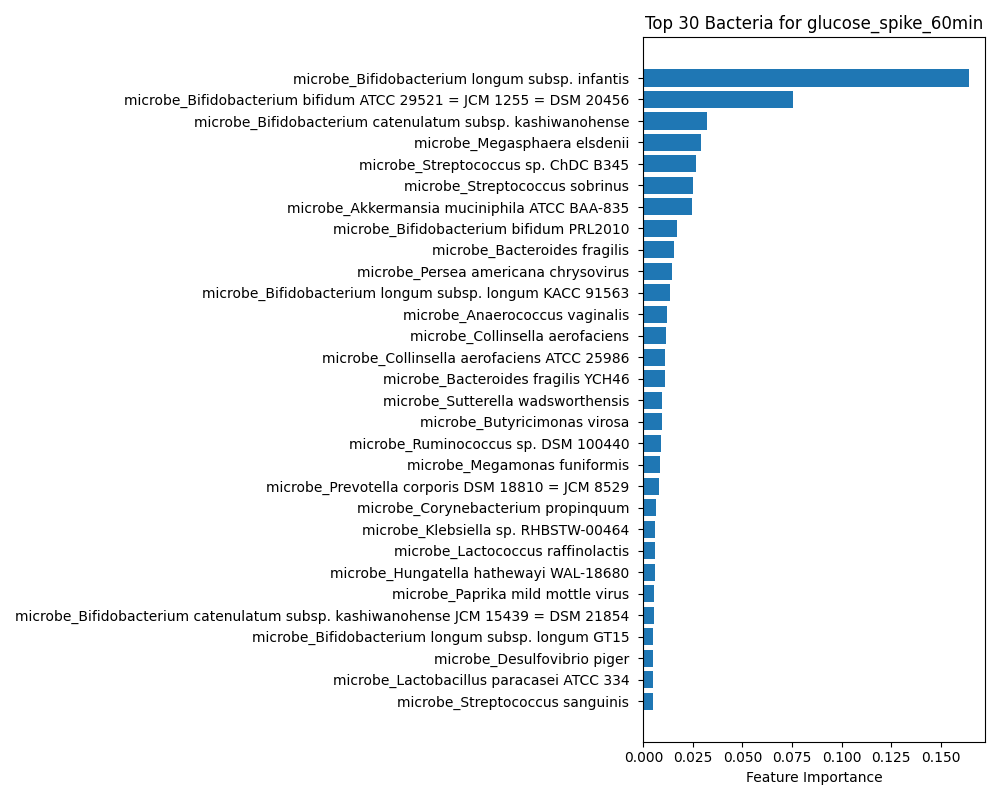 Top 30 Bacteria for glucose_spike_60min
microbe_Bifidobacterium longum subsp. infantis
microbe_Bifidobacterium bifidum ATCC 29521 = JCM 1255 = DSM 20456
microbe_Bifidobacterium catenulatum subsp. kashiwanohense
microbe_Megasphaera elsdenii
microbe_Streptococcus sp. ChDC B345
microbe_Streptococcus sobrinus
microbe_Akkermansia muciniphila ATCC BAA-835
microbe_Bifidobacterium bifidum PRL2010
microbe_Bacteroides fragilis
microbe_Persea americana chrysovirus
microbe_Bifidobacterium longum subsp. longum KACC 91563
microbe_Anaerococcus vaginalis
microbe_Collinsella aerofaciens
microbe_Collinsella aerofaciens ATCC 25986
microbe_Bacteroides fragilis YCH46
microbe_Sutterella wadsworthensis
microbe_Butyricimonas virosa
microbe_Ruminococcus sp. DSM 100440
microbe_Megamonas funiformis
microbe_Prevotella corporis DSM 18810 = JCM 8529
microbe_Corynebacterium propinquum
microbe_Klebsiella sp. RHBSTW-00464
microbe_Lactococcus raffinolactis
microbe_Hungatella hathewayi WAL-18680
microbe_Paprika mild mottle virus
microbe_Bifidobacterium catenulatum subsp. kashiwanohense JCM 15439 = DSM 21854
microbe_Bifidobacterium longum subsp. longum GT15
microbe_Desulfovibrio piger
microbe_Lactobacillus paracasei ATCC 334
microbe_Streptococcus sanguinis
0.000 0.025 0.050 0.075 0.100 0.125 0.150
Feature Importance